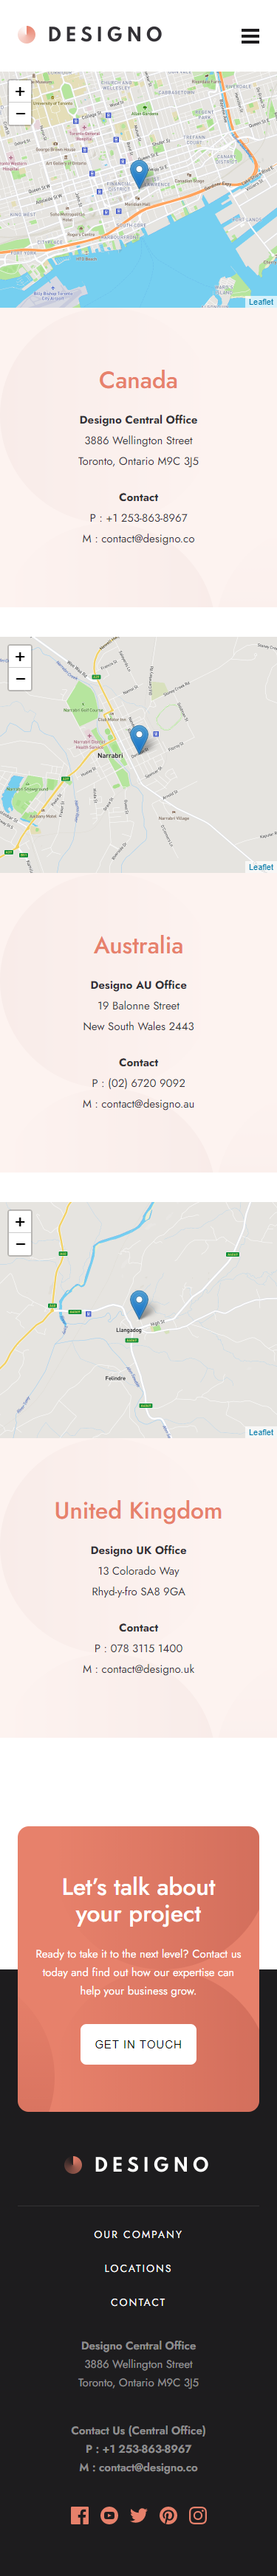 DESIGNO
+
−
Leaflet
Canada
Designo Central Office
3886 Wellington Street
Toronto, Ontario M9C 3J5
Contact
P : +1 253-863-8967
M : contact@designo.co
+
−
Narrabri
Leaflet
Australia
Designo AU Office
19 Balonne Street
New South Wales 2443
Contact
P : (02) 6720 9092
M : contact@designo.au
+
−
Llangadog
Felindre
Leaflet
United Kingdom
Designo UK Office
13 Colorado Way
Rhyd-y-fro SA8 9GA
Contact
P : 078 3115 1400
M : contact@designo.uk
Let’s talk about
your project
Ready to take it to the next level? Contact us
today and find out how our expertise can
help your business grow.
GET IN TOUCH
DESIGNO
OUR COMPANY
LOCATIONS
CONTACT
Designo Central Office
3886 Wellington Street
Toronto, Ontario M9C 3J5
Contact Us (Central Office)
P : +1 253-863-8967
M : contact@designo.co